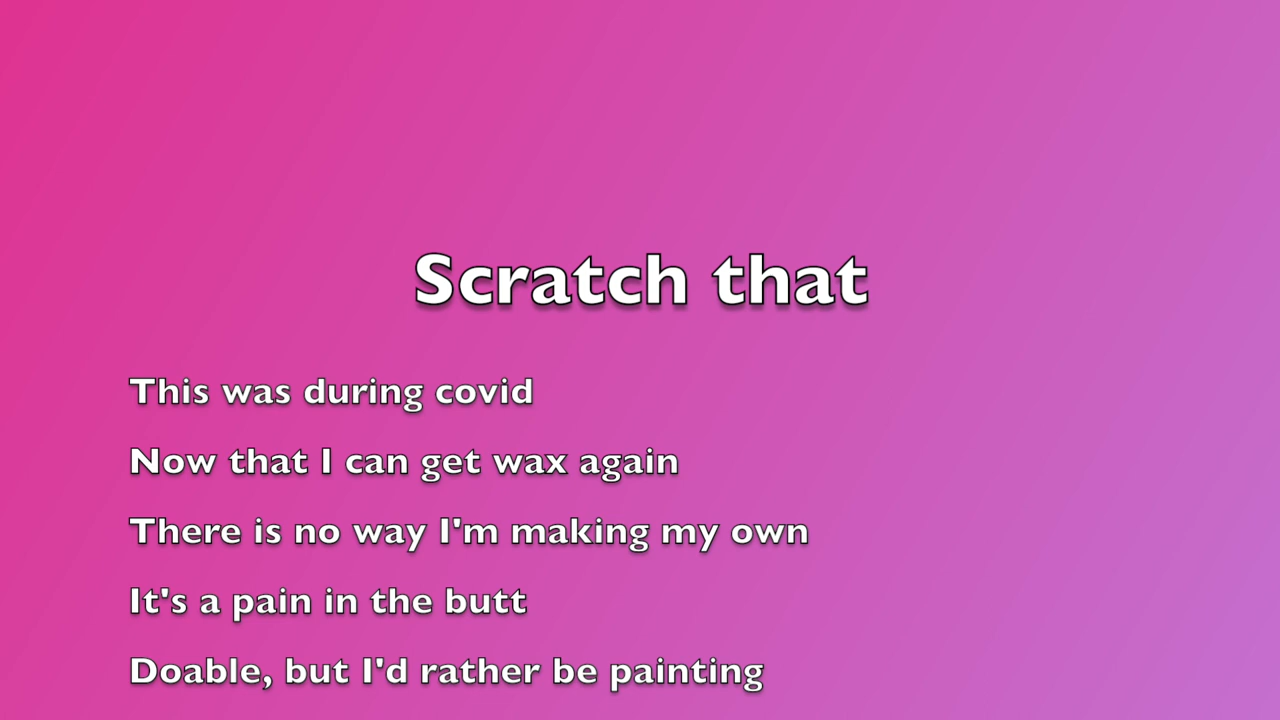 Scratch that
This was during covid
Now that I can get wax again
There is no way I'm making my own
It's a pain in the butt
Doable, but I'd rather be painting